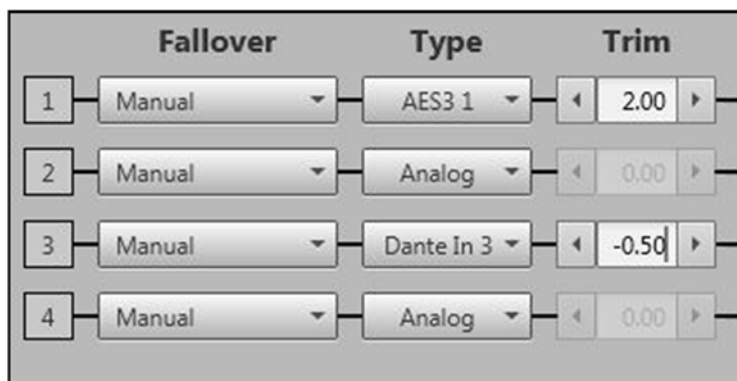 Fallover Type Trim
1 Manual AES3 1 2.00
2 Manual Analog 0.00
3 Manual Dante In 3 -0.50
4 Manual Analog 0.00